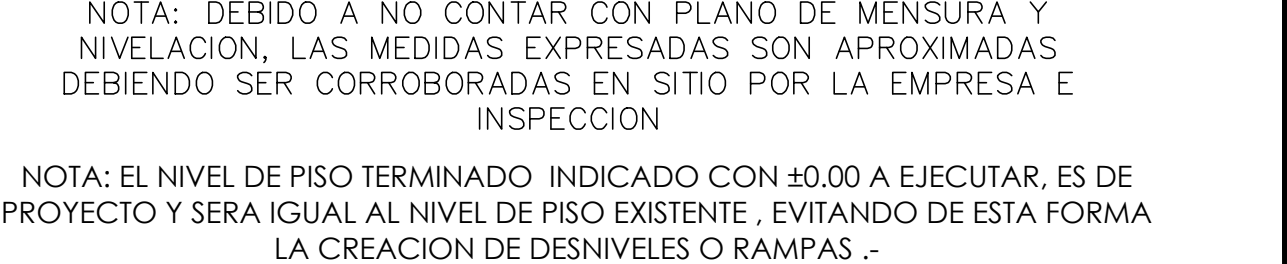 NOTA: DEBIDO A NO CONTAR CON PLANO DE MENSURA Y
NIVELACION, LAS MEDIDAS EXPRESADAS SON APROXIMADAS
DEBIENDO SER CORROBORADAS EN SITIO POR LA EMPRESA E
INSPECCION
NOTA: EL NIVEL DE PISO TERMINADO INDICADO CON ±0.00 A EJECUTAR, ES DE
PROYECTO Y SERA IGUAL AL NIVEL DE PISO EXISTENTE , EVITANDO DE ESTA FORMA
LA CREACION DE DESNIVELES O RAMPAS .-